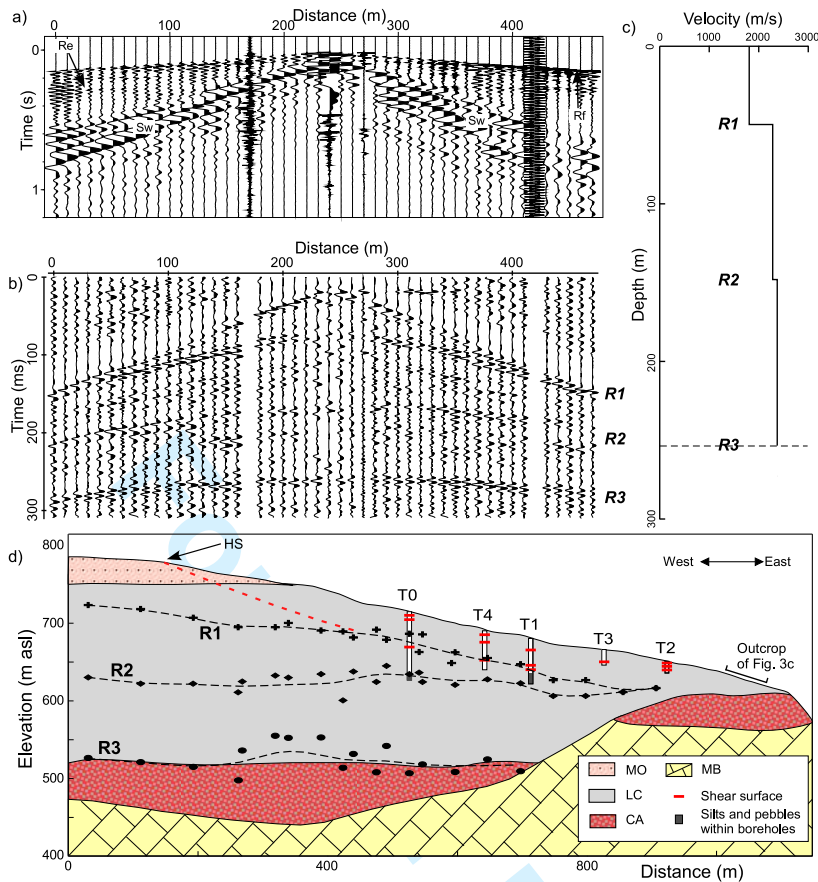 a)
Distance (m)
0 100 200 300 400
Time (s)
0
1
Re
Sw
Sw
Rf
c)
Velocity (m/s)
0 1000 2000 3000
Depth (m)
0
100
200
300
R1
R2
R3
b)
Distance (m)
0 100 200 300 400
Time (ms)
0
100
200
300
R1
R2
R3
d)
Elevation (m asl)
800
700
600
500
400
HS
West East
T0
T4
T1
T3
T2
Outcrop
of Fig. 3c
R1
R2
R3
MO MB
LC Shear surface
CA Silts and pebbles
within boreholes
0 400 800
Distance (m)